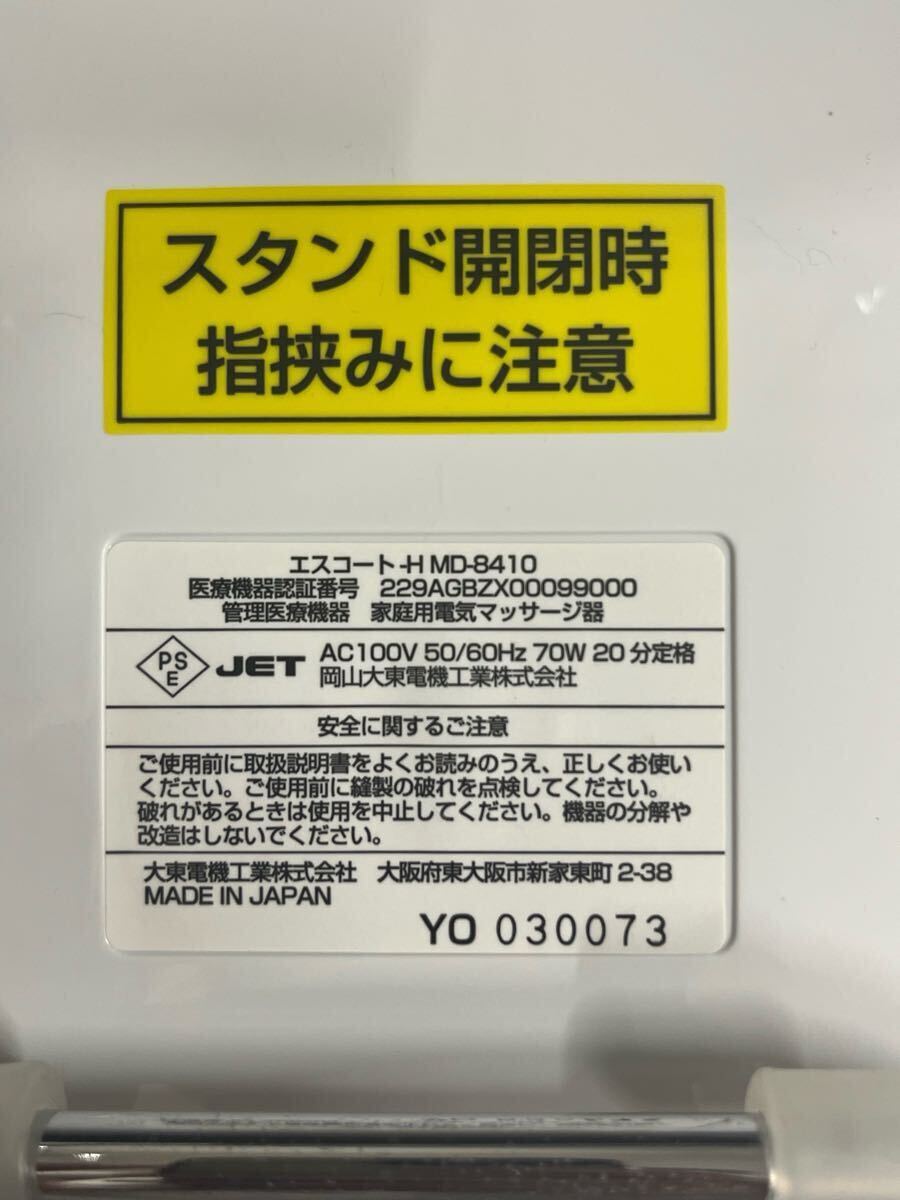 スタンド開閉時
指挟みに注意
エスコート-H MD-8410
医療機器認証番号 229AGBZX00099000
管理医療機器 家庭用電気マッサージ器
PS
E
JET
AC100V 50/60Hz 70W 20分定格
岡山大東電機工業株式会社
安全に関するご注意
ご使用前に取扱説明書をよくお読みのうえ、正しくお使い
ください。ご使用前に縫製の破れを点検してください。
破れがあるときは使用を中止してください。機器の分解や
改造はしないでください。
大東電機工業株式会社 大阪府東大阪市新家東町 2-38
MADE IN JAPAN
YO 030073